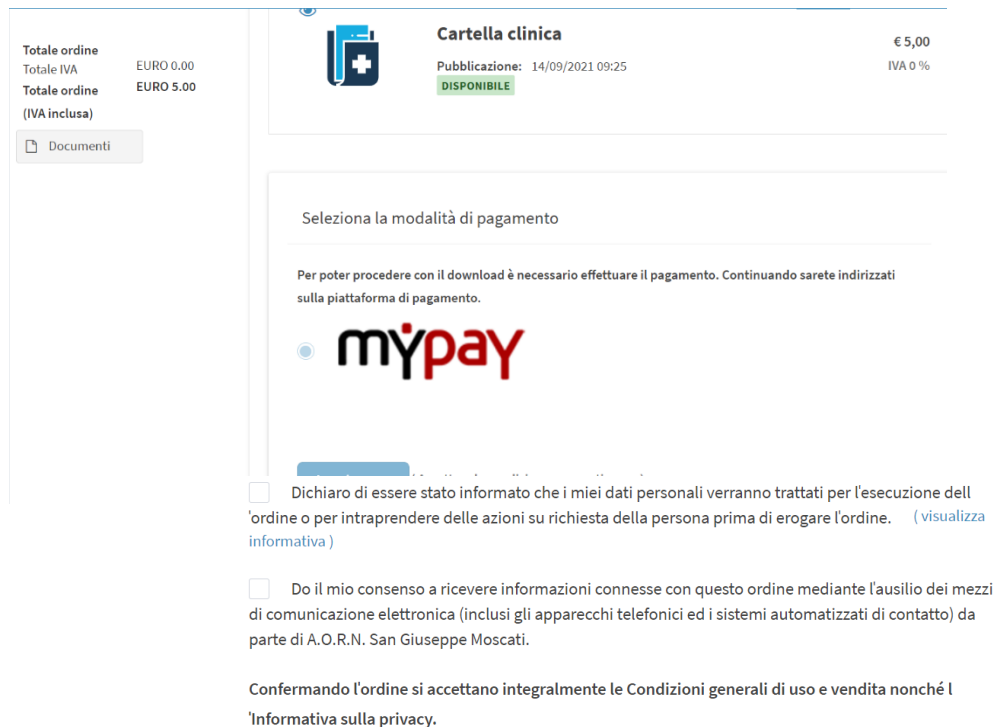 Totale ordine
Totale IVA EURO 0.00
Totale ordine EURO 5.00
(IVA inclusa)
Documenti
Cartella clinica
€ 5,00
Pubblicazione: 14/09/2021 09:25
IVA 0 %
DISPONIBILE
Seleziona la modalità di pagamento
Per poter procedere con il download è necessario effettuare il pagamento. Continuando sarete indirizzati
sulla piattaforma di pagamento.
mypay
Dichiaro di essere stato informato che i miei dati personali verranno trattati per l'esecuzione dell
'ordine o per intraprendere delle azioni su richiesta della persona prima di erogare l'ordine. ( visualizza
informativa )
Do il mio consenso a ricevere informazioni connesse con questo ordine mediante l'ausilio dei mezzi
di comunicazione elettronica (inclusi gli apparecchi telefonici ed i sistemi automatizzati di contatto) da
parte di A.O.R.N. San Giuseppe Moscati.
Confermando l'ordine si accettano integralmente le Condizioni generali di uso e vendita nonché l
'Informativa sulla privacy.